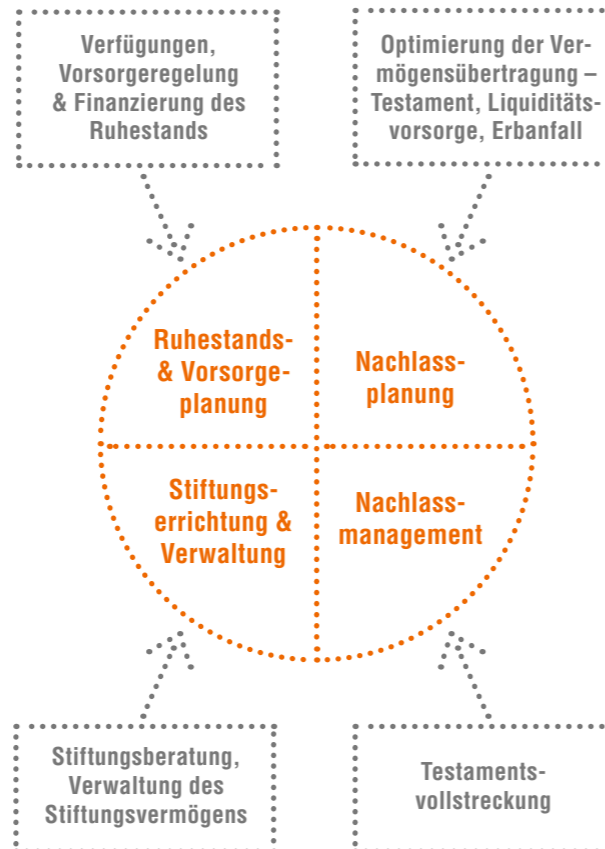 Verfügungen,
Vorsorgeregelung
& Finanzierung des
Ruhestands
Optimierung der Ver-
mögensübertragung –
Testament, Liquiditäts-
vorsorge, Erbanfall
Ruhestands-
& Vorsorge-
planung
Nachlass-
planung
Stiftungs-
errichtung &
Verwaltung
Nachlass-
management
Stiftungsberatung,
Verwaltung des
Stiftungsvermögens
Testaments-
vollstreckung